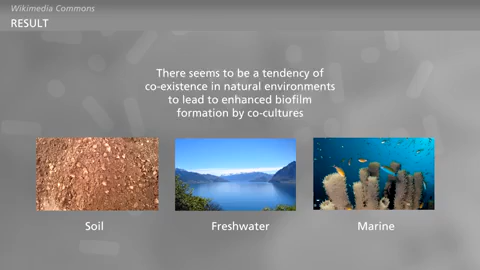 Wikimedia Commons
RESULT
There seems to be a tendency of
co-existence in natural environments
to lead to enhanced biofilm
formation by co-cultures
Soil
Freshwater
Marine